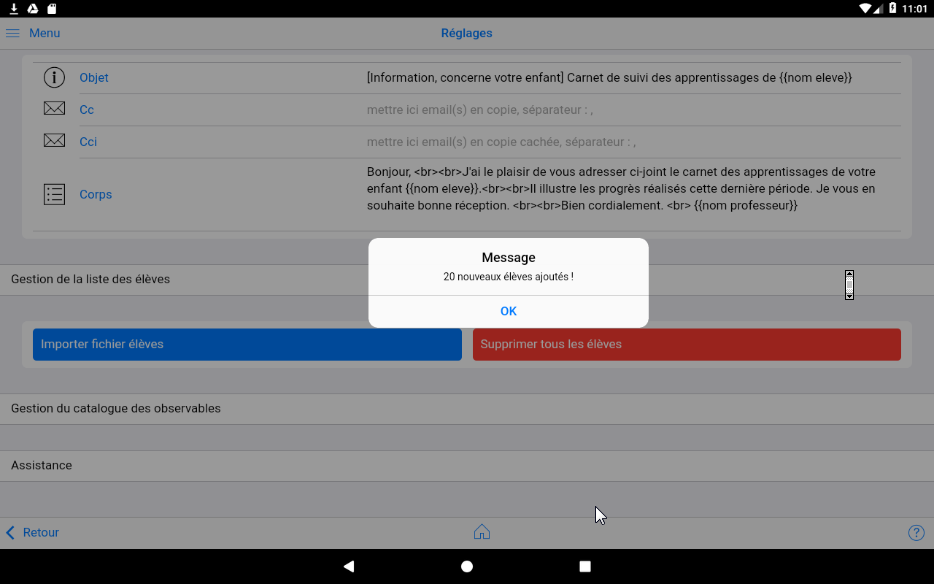 11:01
Menu
Réglages
Objet
[Information, concerne votre enfant] Carnet de suivi des apprentissages de {{nom eleve}}
Cc
mettre ici email(s) en copie, séparateur : ,
Cci
mettre ici email(s) en copie cachée, séparateur : ,
Corps
Bonjour, <br><br>J'ai le plaisir de vous adresser ci-joint le carnet des apprentissages de votre
enfant {{nom eleve}}.<br><br>Il illustre les progrès réalisés cette dernière période. Je vous en
souhaite bonne réception. <br><br>Bien cordialement. <br> {{nom professeur}}
Message
20 nouveaux élèves ajoutés !
OK
Gestion de la liste des élèves
Importer fichier élèves
Supprimer tous les élèves
Gestion du catalogue des observables
Assistance
Retour